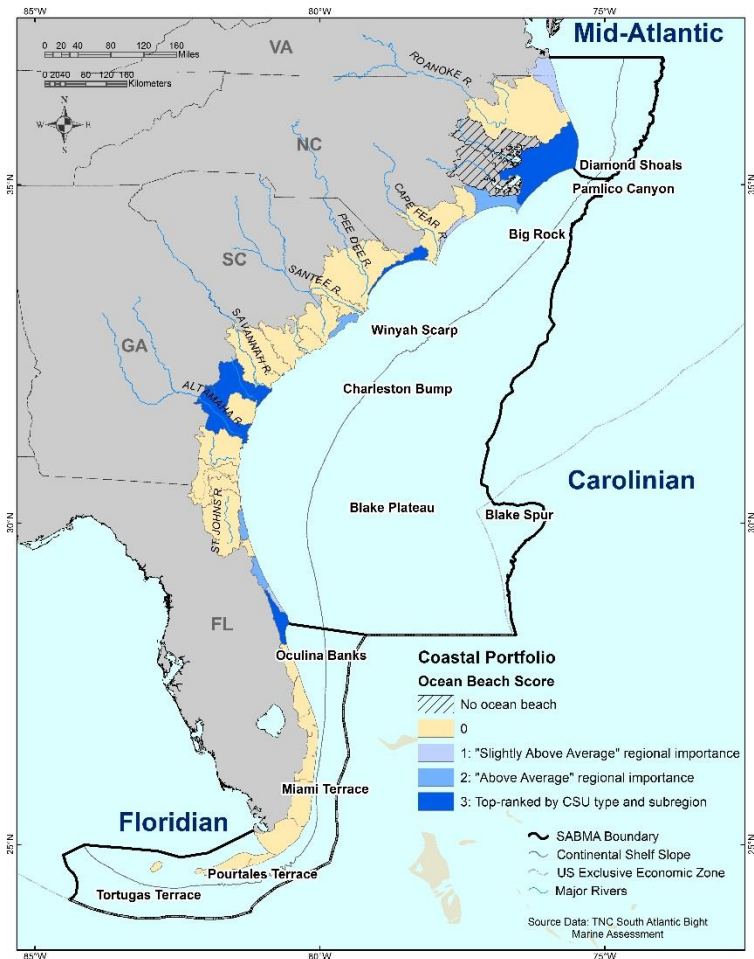 85°W
80°W
75°W
Mid-Atlantic
0 20 40 80 120 160
Miles
0 20 40 80 120 160
Kilometers
N
W E
S
VA
ROANOKE R.
NC
Diamond Shoals
Pamlico Canyon
35°N
35°N
CAPE FEAR R.
Big Rock
PEE DEE R.
SC
SANTEE R.
Winyah Scarp
SAVANNAH R.
GA
Charleston Bump
ALTAMAHA R.
Carolinian
Blake Plateau
Blake Spur
30°N
30°N
ST JOHNS R.
FL
Oculina Banks
Coastal Portfolio
Ocean Beach Score
No ocean beach
0
1: "Slightly Above Average" regional importance
2: "Above Average" regional importance
3: Top-ranked by CSU type and subregion
Miami Terrace
Floridian
25°N
25°N
Pourtales Terrace
Tortugas Terrace
SABMA Boundary
Continental Shelf Slope
US Exclusive Economic Zone
Major Rivers
Source Data: TNC South Atlantic Bight
Marine Assessment
85°W
80°W
75°W